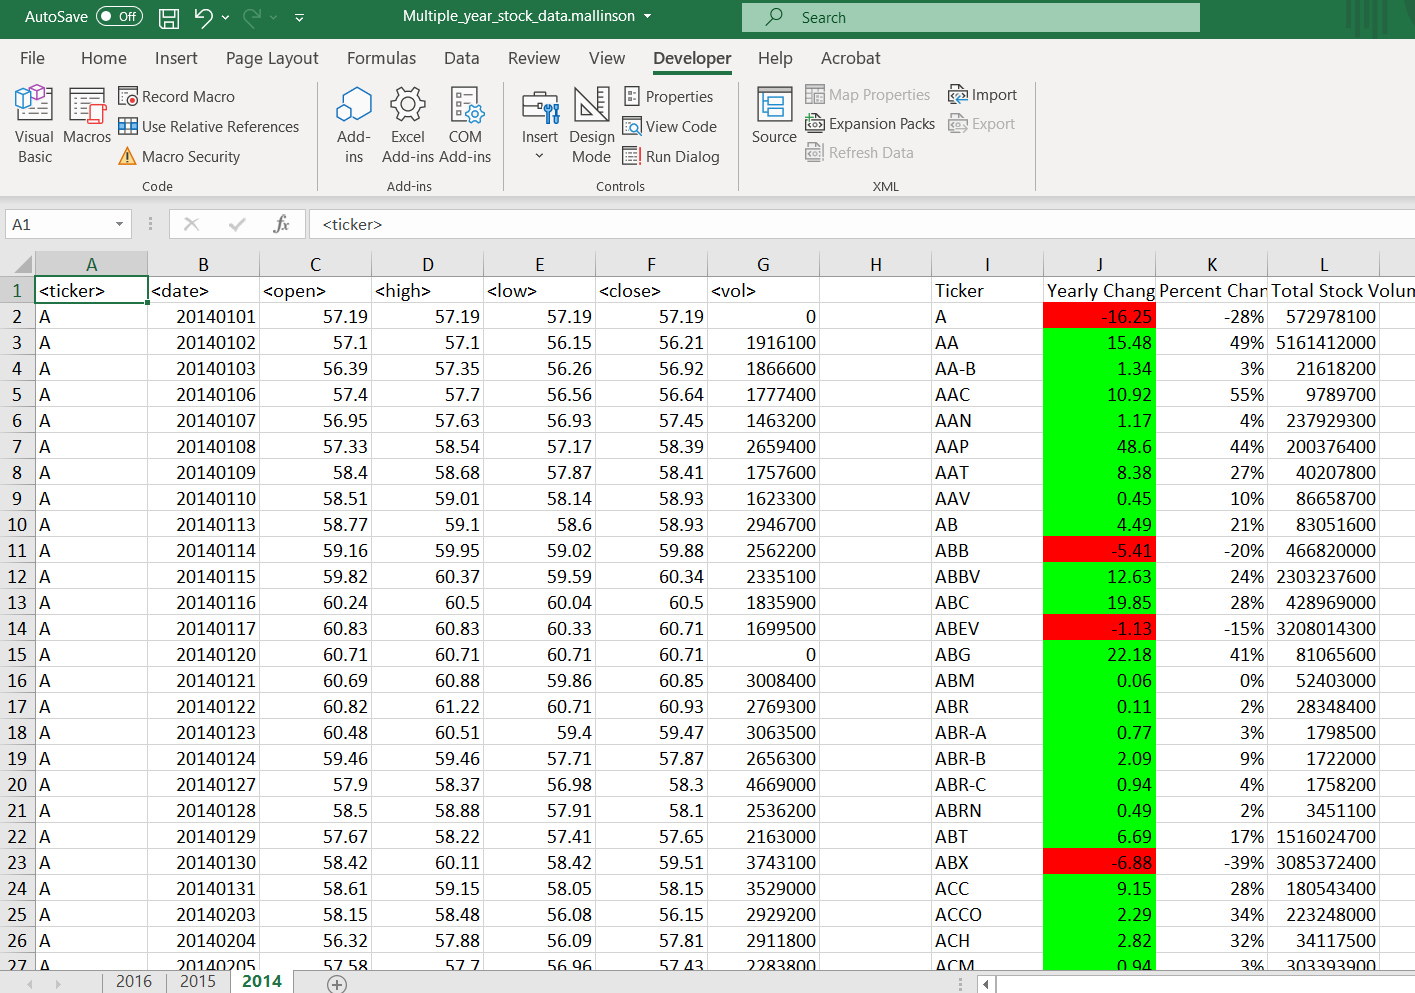 AutoSave Off Multiple_year_stock_data.mallinson Search
File Home Insert Page Layout Formulas Data Review View Developer Help Acrobat
Visual Basic
Macros
Record Macro
Use Relative References
Macro Security
Code
Add-ins
Excel Add-ins
COM Add-ins
Add-ins
Insert
Design Mode
Properties
View Code
Run Dialog
Controls
Source
Map Properties
Expansion Packs
Refresh Data
Import
Export
XML
A1 fx <ticker>
A B C D E F G H I J K L
1 <ticker> <date> <open> <high> <low> <close> <vol> Ticker Yearly Chang Percent Chan Total Stock Volum
2 A 20140101 57.19 57.19 57.19 57.19 0 A -16.25 -28% 572978100
3 A 20140102 57.1 57.1 56.15 56.21 1916100 AA 15.48 49% 5161412000
4 A 20140103 56.39 57.35 56.26 56.92 1866600 AA-B 1.34 3% 21618200
5 A 20140106 57.4 57.7 56.56 56.64 1777400 AAC 10.92 55% 9789700
6 A 20140107 56.95 57.63 56.93 57.45 1463200 AAN 1.17 4% 237929300
7 A 20140108 57.33 58.54 57.17 58.39 2659400 AAP 48.6 44% 200376400
8 A 20140109 58.4 58.68 57.87 58.41 1757600 AAT 8.38 27% 40207800
9 A 20140110 58.51 59.01 58.14 58.93 1623300 AAV 0.45 10% 86658700
10 A 20140113 58.77 59.1 58.6 58.93 2946700 AB 4.49 21% 83051600
11 A 20140114 59.16 59.95 59.02 59.88 2562200 ABB -5.41 -20% 466820000
12 A 20140115 59.82 60.37 59.59 60.34 2335100 ABBV 12.63 24% 2303237600
13 A 20140116 60.24 60.5 60.04 60.5 1835900 ABC 19.85 28% 428969000
14 A 20140117 60.83 60.83 60.33 60.71 1699500 ABEV -1.13 -15% 3208014300
15 A 20140120 60.71 60.71 60.71 60.71 0 ABG 22.18 41% 81065600
16 A 20140121 60.69 60.88 59.86 60.85 3008400 ABM 0.06 0% 52403000
17 A 20140122 60.82 61.22 60.71 60.93 2769300 ABR 0.11 2% 28348400
18 A 20140123 60.48 60.51 59.4 59.47 3063500 ABR-A 0.77 3% 1798500
19 A 20140124 59.46 59.46 57.71 57.87 2656300 ABR-B 2.09 9% 1722000
20 A 20140127 57.9 58.37 56.98 58.3 4669000 ABR-C 0.94 4% 1758200
21 A 20140128 58.5 58.88 57.91 58.1 2536200 ABRN 0.49 2% 3451100
22 A 20140129 57.67 58.22 57.41 57.65 2163000 ABT 6.69 17% 1516024700
23 A 20140130 58.42 60.11 58.42 59.51 3743100 ABX -6.88 -39% 3085372400
24 A 20140131 58.61 59.15 58.05 58.15 3529000 ACC 9.15 28% 180543400
25 A 20140203 58.15 58.48 56.08 56.15 2929200 ACCO 2.29 34% 223248000
26 A 20140204 56.32 57.88 56.09 57.81 2911800 ACH 2.82 32% 34117500
27 A 20140205 57.58 57.7 56.96 57.43 2283800 ACM 0.94 3% 303393900
2016 2015 2014